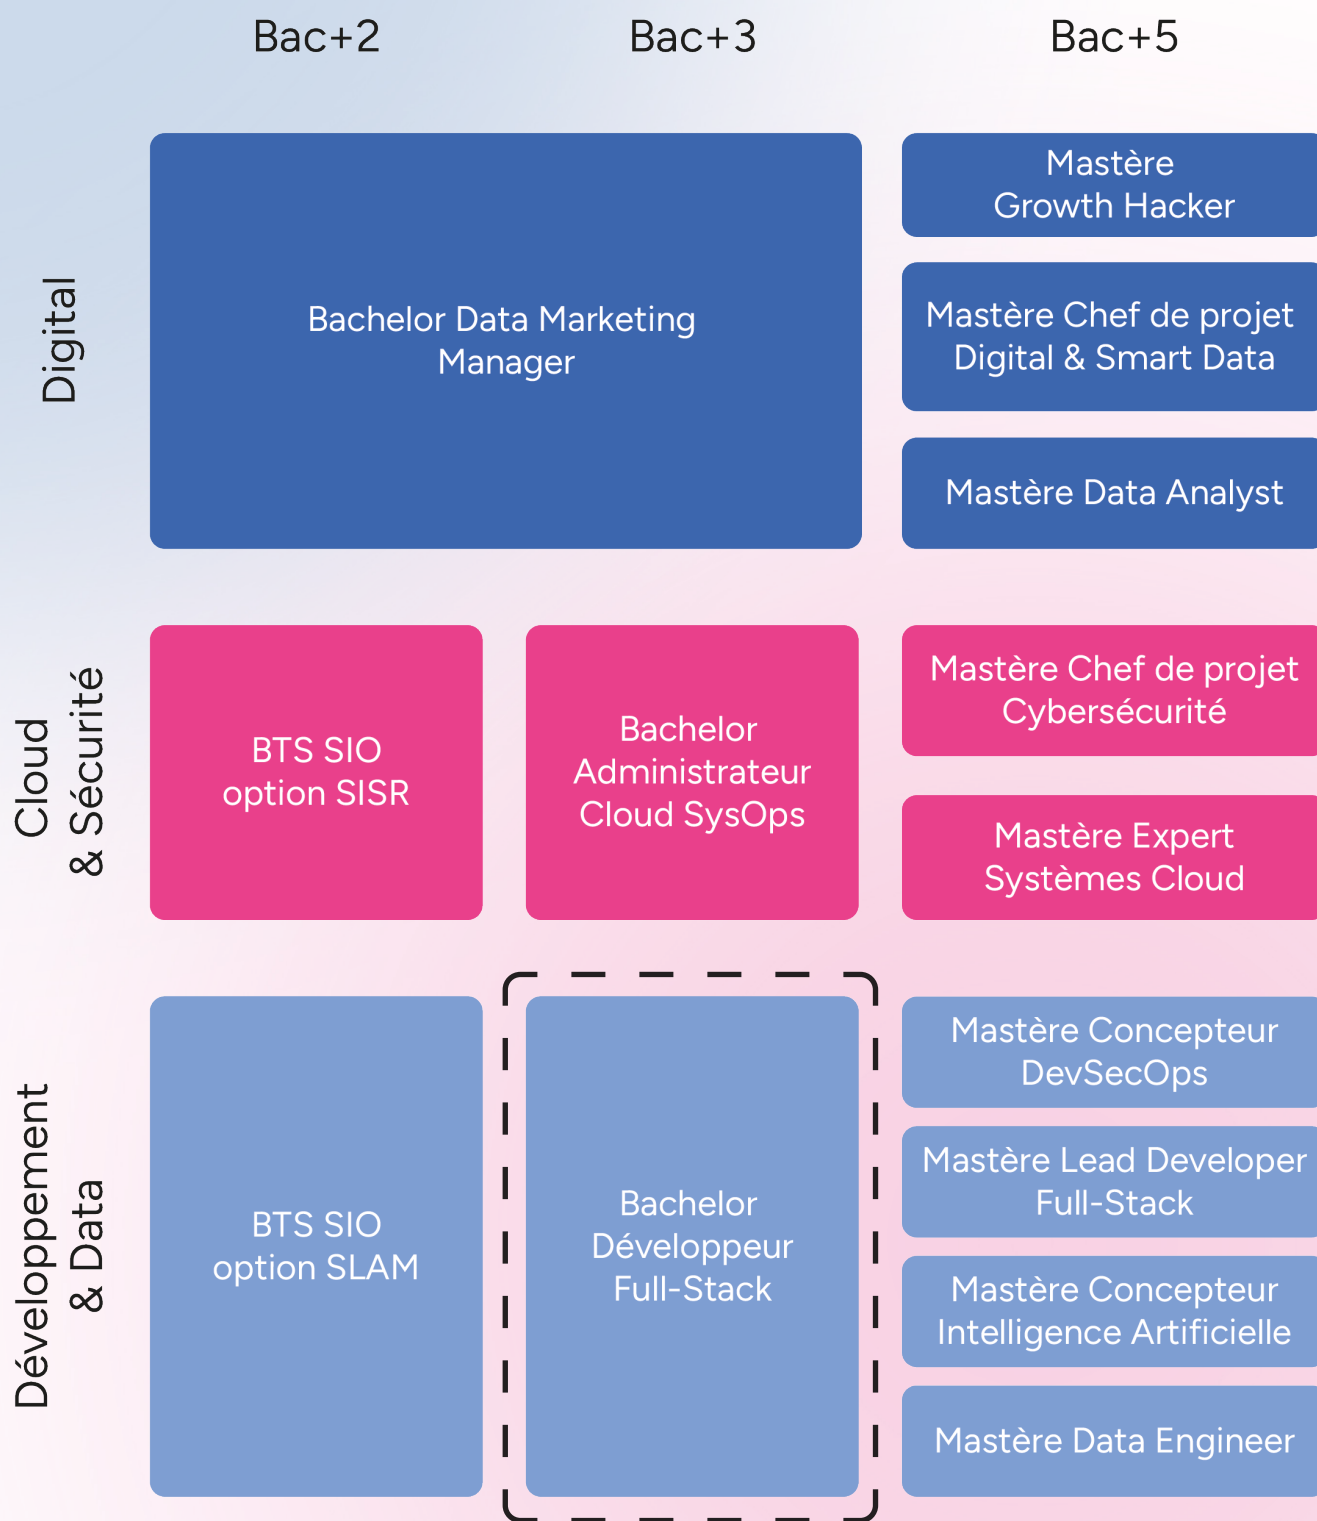 Bac+2
Bac+3
Bac+5
Digital
Bachelor Data Marketing
Manager
Mastère
Growth Hacker
Mastère Chef de projet
Digital & Smart Data
Mastère Data Analyst
Cloud
& Sécurité
BTS SIO
option SISR
Bachelor
Administrateur
Cloud SysOps
Mastère Chef de projet
Cybersécurité
Mastère Expert
Systèmes Cloud
Développement
& Data
BTS SIO
option SLAM
Bachelor
Développeur
Full-Stack
Mastère Concepteur
DevSecOps
Mastère Lead Developer
Full-Stack
Mastère Concepteur
Intelligence Artificielle
Mastère Data Engineer